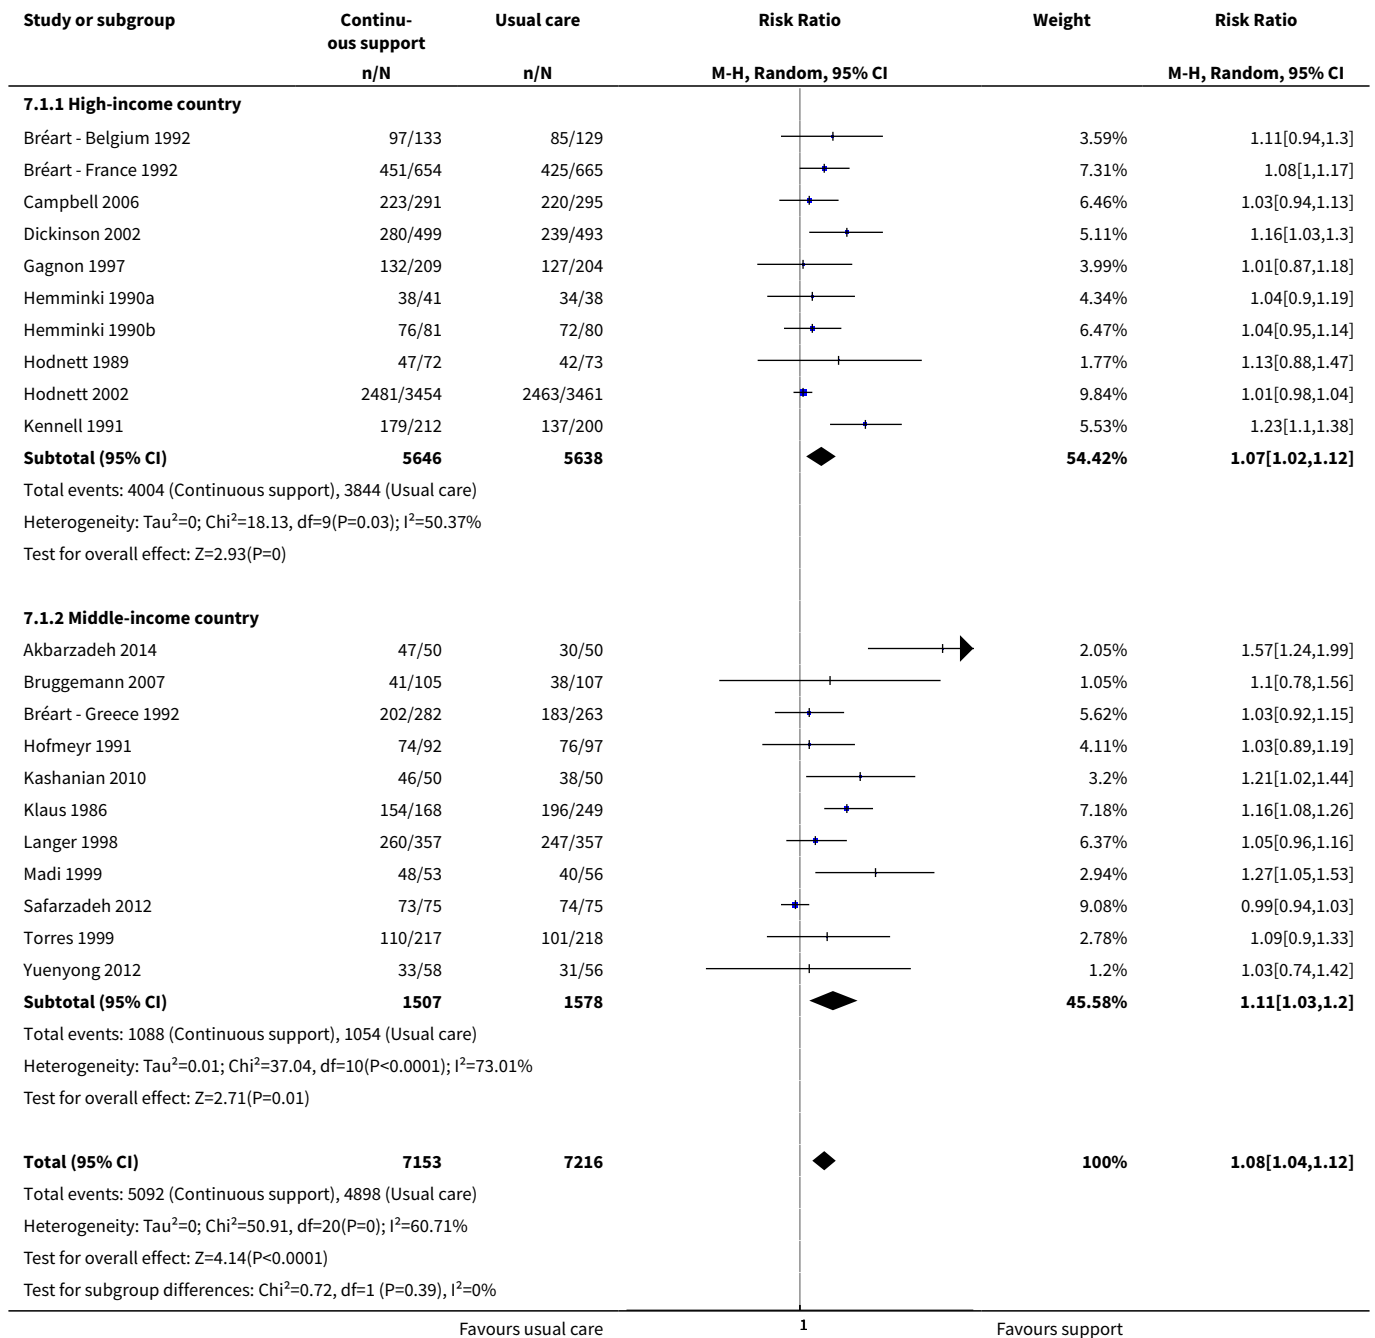 Study or subgroup Continu- Usual care Risk Ratio Weight Risk Ratio
ous support
n/N n/N M-H, Random, 95% CI M-H, Random, 95% CI
7.1.1 High-income country
Bréart - Belgium 1992 97/133 85/129 3.59% 1.11[0.94,1.3]
Bréart - France 1992 451/654 425/665 7.31% 1.08[1,1.17]
Campbell 2006 223/291 220/295 6.46% 1.03[0.94,1.13]
Dickinson 2002 280/499 239/493 5.11% 1.16[1.03,1.3]
Gagnon 1997 132/209 127/204 3.99% 1.01[0.87,1.18]
Hemminki 1990a 38/41 34/38 4.34% 1.04[0.9,1.19]
Hemminki 1990b 76/81 72/80 6.47% 1.04[0.95,1.14]
Hodnett 1989 47/72 42/73 1.77% 1.13[0.88,1.47]
Hodnett 2002 2481/3454 2463/3461 9.84% 1.01[0.98,1.04]
Kennell 1991 179/212 137/200 5.53% 1.23[1.1,1.38]
Subtotal (95% CI) 5646 5638 54.42% 1.07[1.02,1.12]
Total events: 4004 (Continuous support), 3844 (Usual care)
Heterogeneity: Tau²=0; Chi²=18.13, df=9(P=0.03); I²=50.37%
Test for overall effect: Z=2.93(P=0)
7.1.2 Middle-income country
Akbarzadeh 2014 47/50 30/50 2.05% 1.57[1.24,1.99]
Bruggemann 2007 41/105 38/107 1.05% 1.1[0.78,1.56]
Bréart - Greece 1992 202/282 183/263 5.62% 1.03[0.92,1.15]
Hofmeyr 1991 74/92 76/97 4.11% 1.03[0.89,1.19]
Kashanian 2010 46/50 38/50 3.2% 1.21[1.02,1.44]
Klaus 1986 154/168 196/249 7.18% 1.16[1.08,1.26]
Langer 1998 260/357 247/357 6.37% 1.05[0.96,1.16]
Madi 1999 48/53 40/56 2.94% 1.27[1.05,1.53]
Safarzadeh 2012 73/75 74/75 9.08% 0.99[0.94,1.03]
Torres 1999 110/217 101/218 2.78% 1.09[0.9,1.33]
Yuenyong 2012 33/58 31/56 1.2% 1.03[0.74,1.42]
Subtotal (95% CI) 1507 1578 45.58% 1.11[1.03,1.2]
Total events: 1088 (Continuous support), 1054 (Usual care)
Heterogeneity: Tau²=0.01; Chi²=37.04, df=10(P<0.0001); I²=73.01%
Test for overall effect: Z=2.71(P=0.01)
Total (95% CI) 7153 7216 100% 1.08[1.04,1.12]
Total events: 5092 (Continuous support), 4898 (Usual care)
Heterogeneity: Tau²=0; Chi²=50.91, df=20(P=0); I²=60.71%
Test for overall effect: Z=4.14(P<0.0001)
Test for subgroup differences: Chi²=0.72, df=1 (P=0.39), I²=0%
Favours usual care 1 Favours support